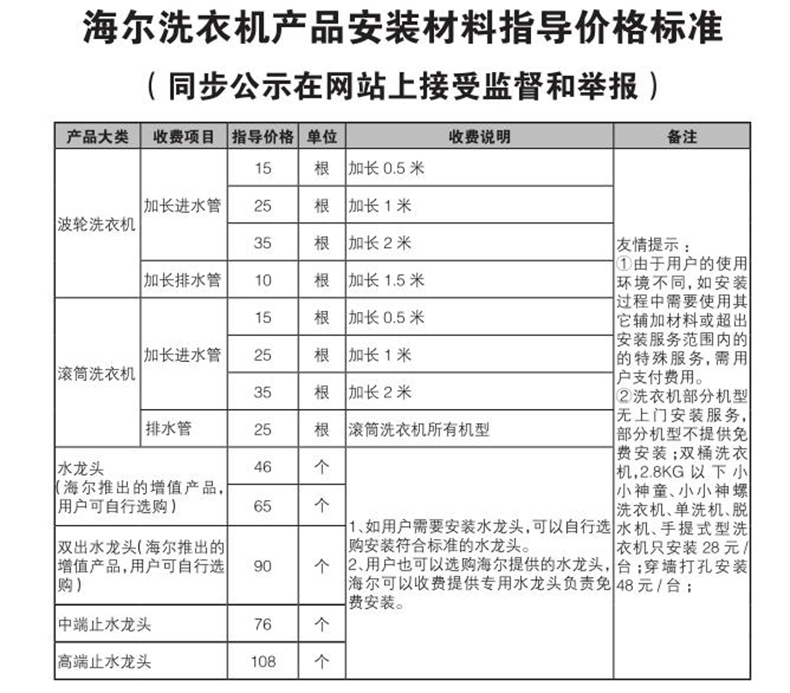 海尔洗衣机产品安装材料指导价格标准
（同步公示在网站上接受监督和举报）
产品大类 收费项目 指导价格 单位 收费说明 备注
波轮洗衣机
加长进水管
15 根 加长 0.5 米
25 根 加长 1 米
35 根 加长 2 米
加长排水管 10 根 加长 1.5 米
滚筒洗衣机
加长进水管
15 根 加长 0.5 米
25 根 加长 1 米
35 根 加长 2 米
排水管 25 根 滚筒洗衣机所有机型
水龙头
(海尔推出的增值产品，
用户可自行选购)
46 个
65 个
双出水龙头(海尔推出的
增值产品,用户可自行选
购)
90 个
中端止水龙头 76 个
高端止水龙头 108 个
1、如用户需要安装水龙头,可以自行选
购安装符合标准的水龙头。
2、用户也可以选购海尔提供的水龙头,
海尔可以收费提供专用水龙头负责免
费安装。
友情提示：
①由于用户的使用
环境不同,如安装
过程中需要使用其
它辅加材料或超出
安装服务范围内的
的特殊服务,需用
户支付费用。
②洗衣机部分机型
无上门安装服务,
部分机型不提供免
费安装;双桶洗衣
机,2.8KG 以下小
小神童、小小神螺
洗衣机、单洗机、脱
水机、手提式型洗
衣机只安装 28 元/
台;穿墙打孔安装
48 元/台;